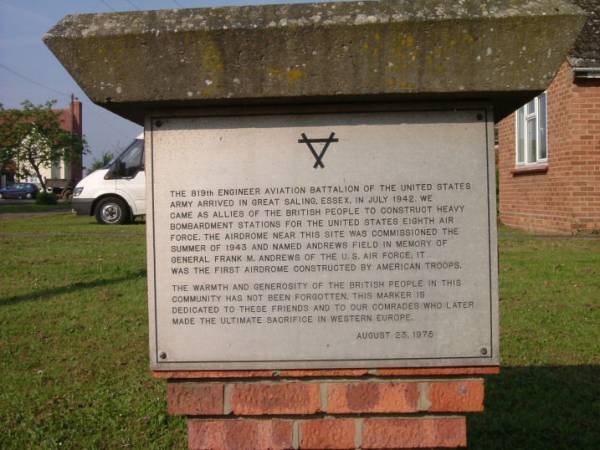 THE 819th ENGINEER AVIATION BATTALION OF THE UNITED STATES
ARMY ARRIVED IN GREAT SALING, ESSEX, IN JULY 1942. WE
CAME AS ALLIES OF THE BRITISH PEOPLE TO CONSTRUCT HEAVY
BOMBARDMENT STATIONS FOR THE UNITED STATES EIGHTH AIR
FORCE. THE AIRDROME NEAR THIS SITE WAS COMMISSIONED THE
SUMMER OF 1943 AND NAMED ANDREWS FIELD IN MEMORY OF
GENERAL FRANK M. ANDREWS OF THE U.S. AIR FORCE. IT
WAS THE FIRST AIRDROME CONSTRUCTED BY AMERICAN TROOPS.
THE WARMTH AND GENEROSITY OF THE BRITISH PEOPLE IN THIS
COMMUNITY HAS NOT BEEN FORGOTTEN. THIS MARKER IS
DEDICATED TO THESE FRIENDS AND TO OUR COMRADES WHO LATER
MADE THE ULTIMATE SACRIFICE IN WESTERN EUROPE.
AUGUST 23, 1975